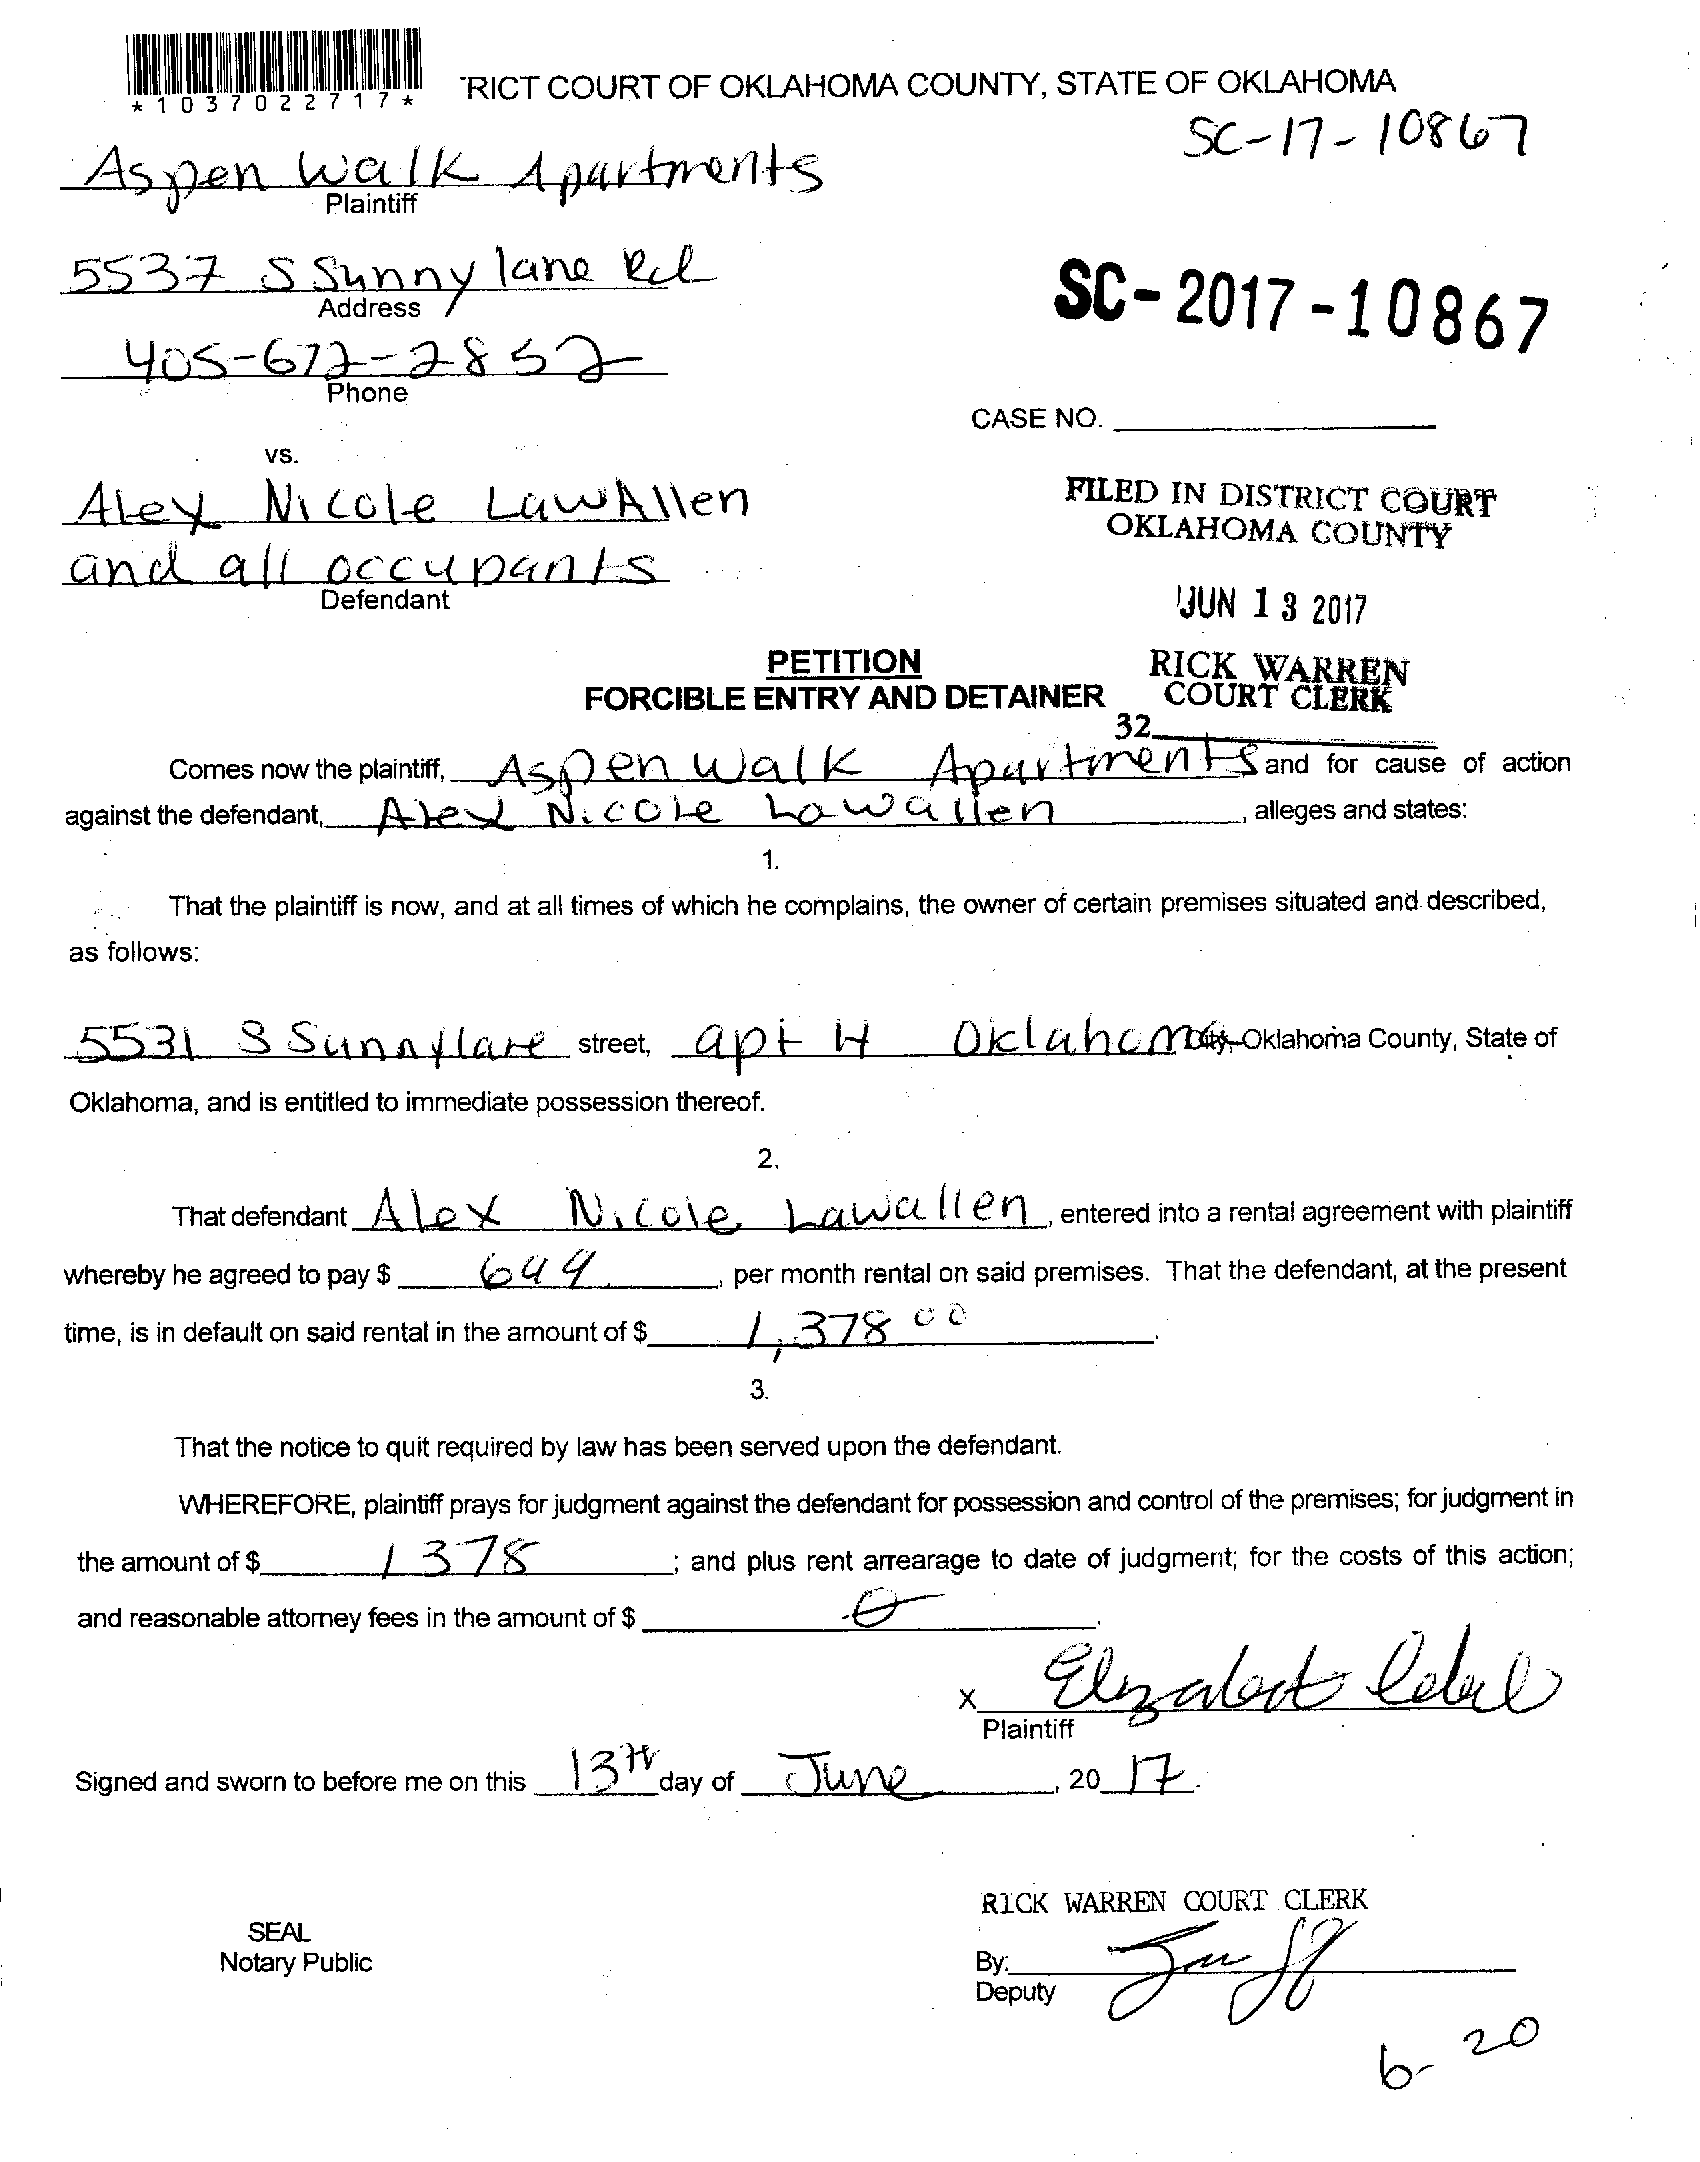 *1037022717*
TRICT COURT OF OKLAHOMA COUNTY, STATE OF OKLAHOMA
SC-17-10867
Aspen Walk Apartments
Plaintiff
5537 S Sunnylane Rd
Address
SC-2017-10867
405-672-2852
Phone
CASE NO.
vs.
Alex Nicole LawAllen
FILED IN DISTRICT COURT
OKLAHOMA COUNTY
and all occupants
Defendant
JUN 13 2017
PETITION
RICK WARREN
FORCIBLE ENTRY AND DETAINER
COURT CLERK
32
Comes now the plaintiff, Aspen Walk Apartments and for cause of action
against the defendant, Alex Nicole Lawallen, alleges and states:
1.
That the plaintiff is now, and at all times of which he complains, the owner of certain premises situated and described,
as follows:
5531 S Sunnylane street, apt H Oklahoma City, Oklahoma County, State of
Oklahoma, and is entitled to immediate possession thereof.
2.
That defendant Alex Nicole Lawallen, entered into a rental agreement with plaintiff
whereby he agreed to pay $ 649, per month rental on said premises. That the defendant, at the present
time, is in default on said rental in the amount of $ 1,378 00.
3.
That the notice to quit required by law has been served upon the defendant.
WHEREFORE, plaintiff prays for judgment against the defendant for possession and control of the premises; for judgment in
the amount of $ 1378; and plus rent arrearage to date of judgment; for the costs of this action;
and reasonable attorney fees in the amount of $ 0.
x Elizabeth
Plaintiff
Signed and sworn to before me on this 13th day of June, 2017.
RICK WARREN COURT CLERK
SEAL
Notary Public
By:
Deputy
6-20